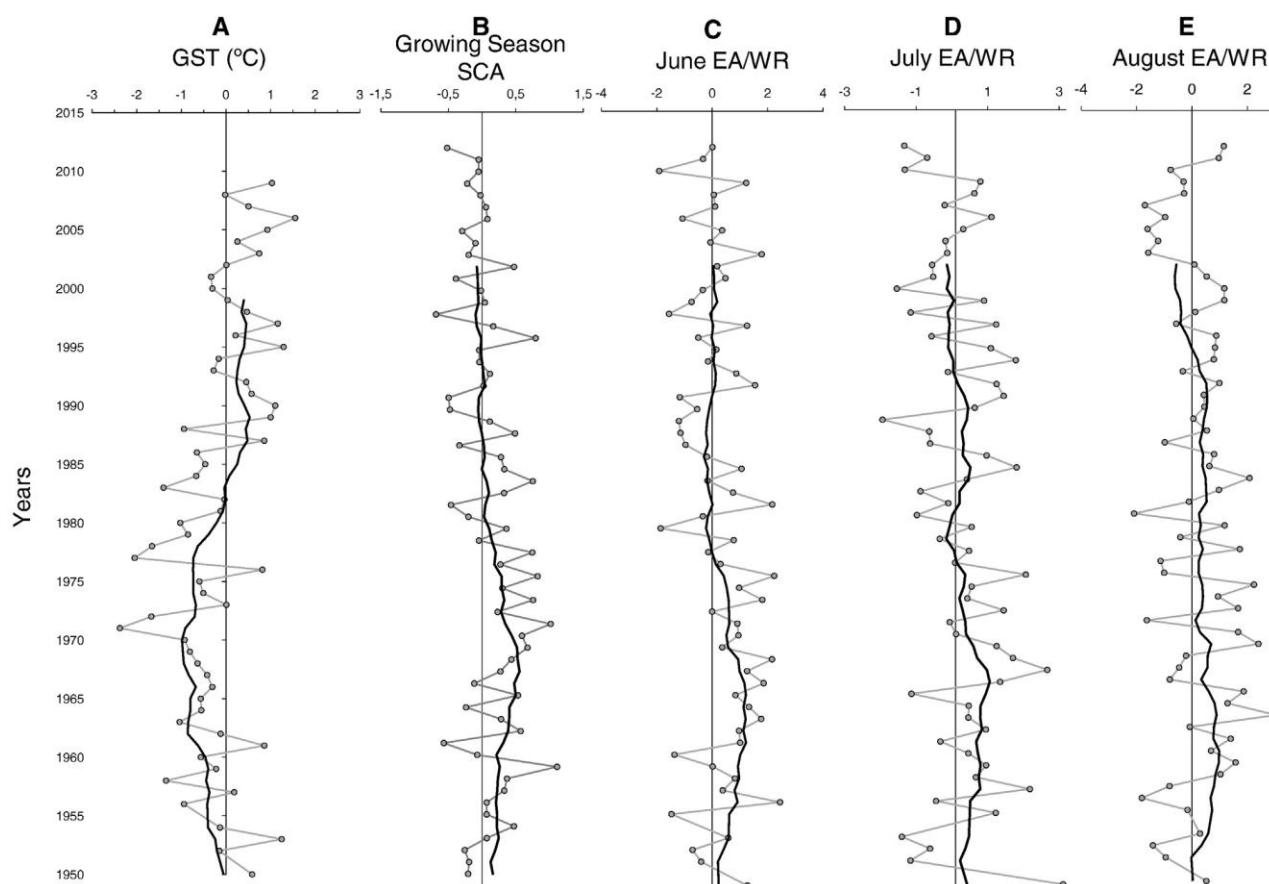 A
GST (ºC)
-3 -2 -1 0 1 2 3
B
Growing Season
SCA
-1,5 -0,5 0,5 1,5
C
June EA/WR
-4 -2 0 2 4
D
July EA/WR
-3 -1 1 3
E
August EA/WR
-2 0 2
Years
2015
2010
2005
2000
1995
1990
1985
1980
1975
1970
1965
1960
1955
1950